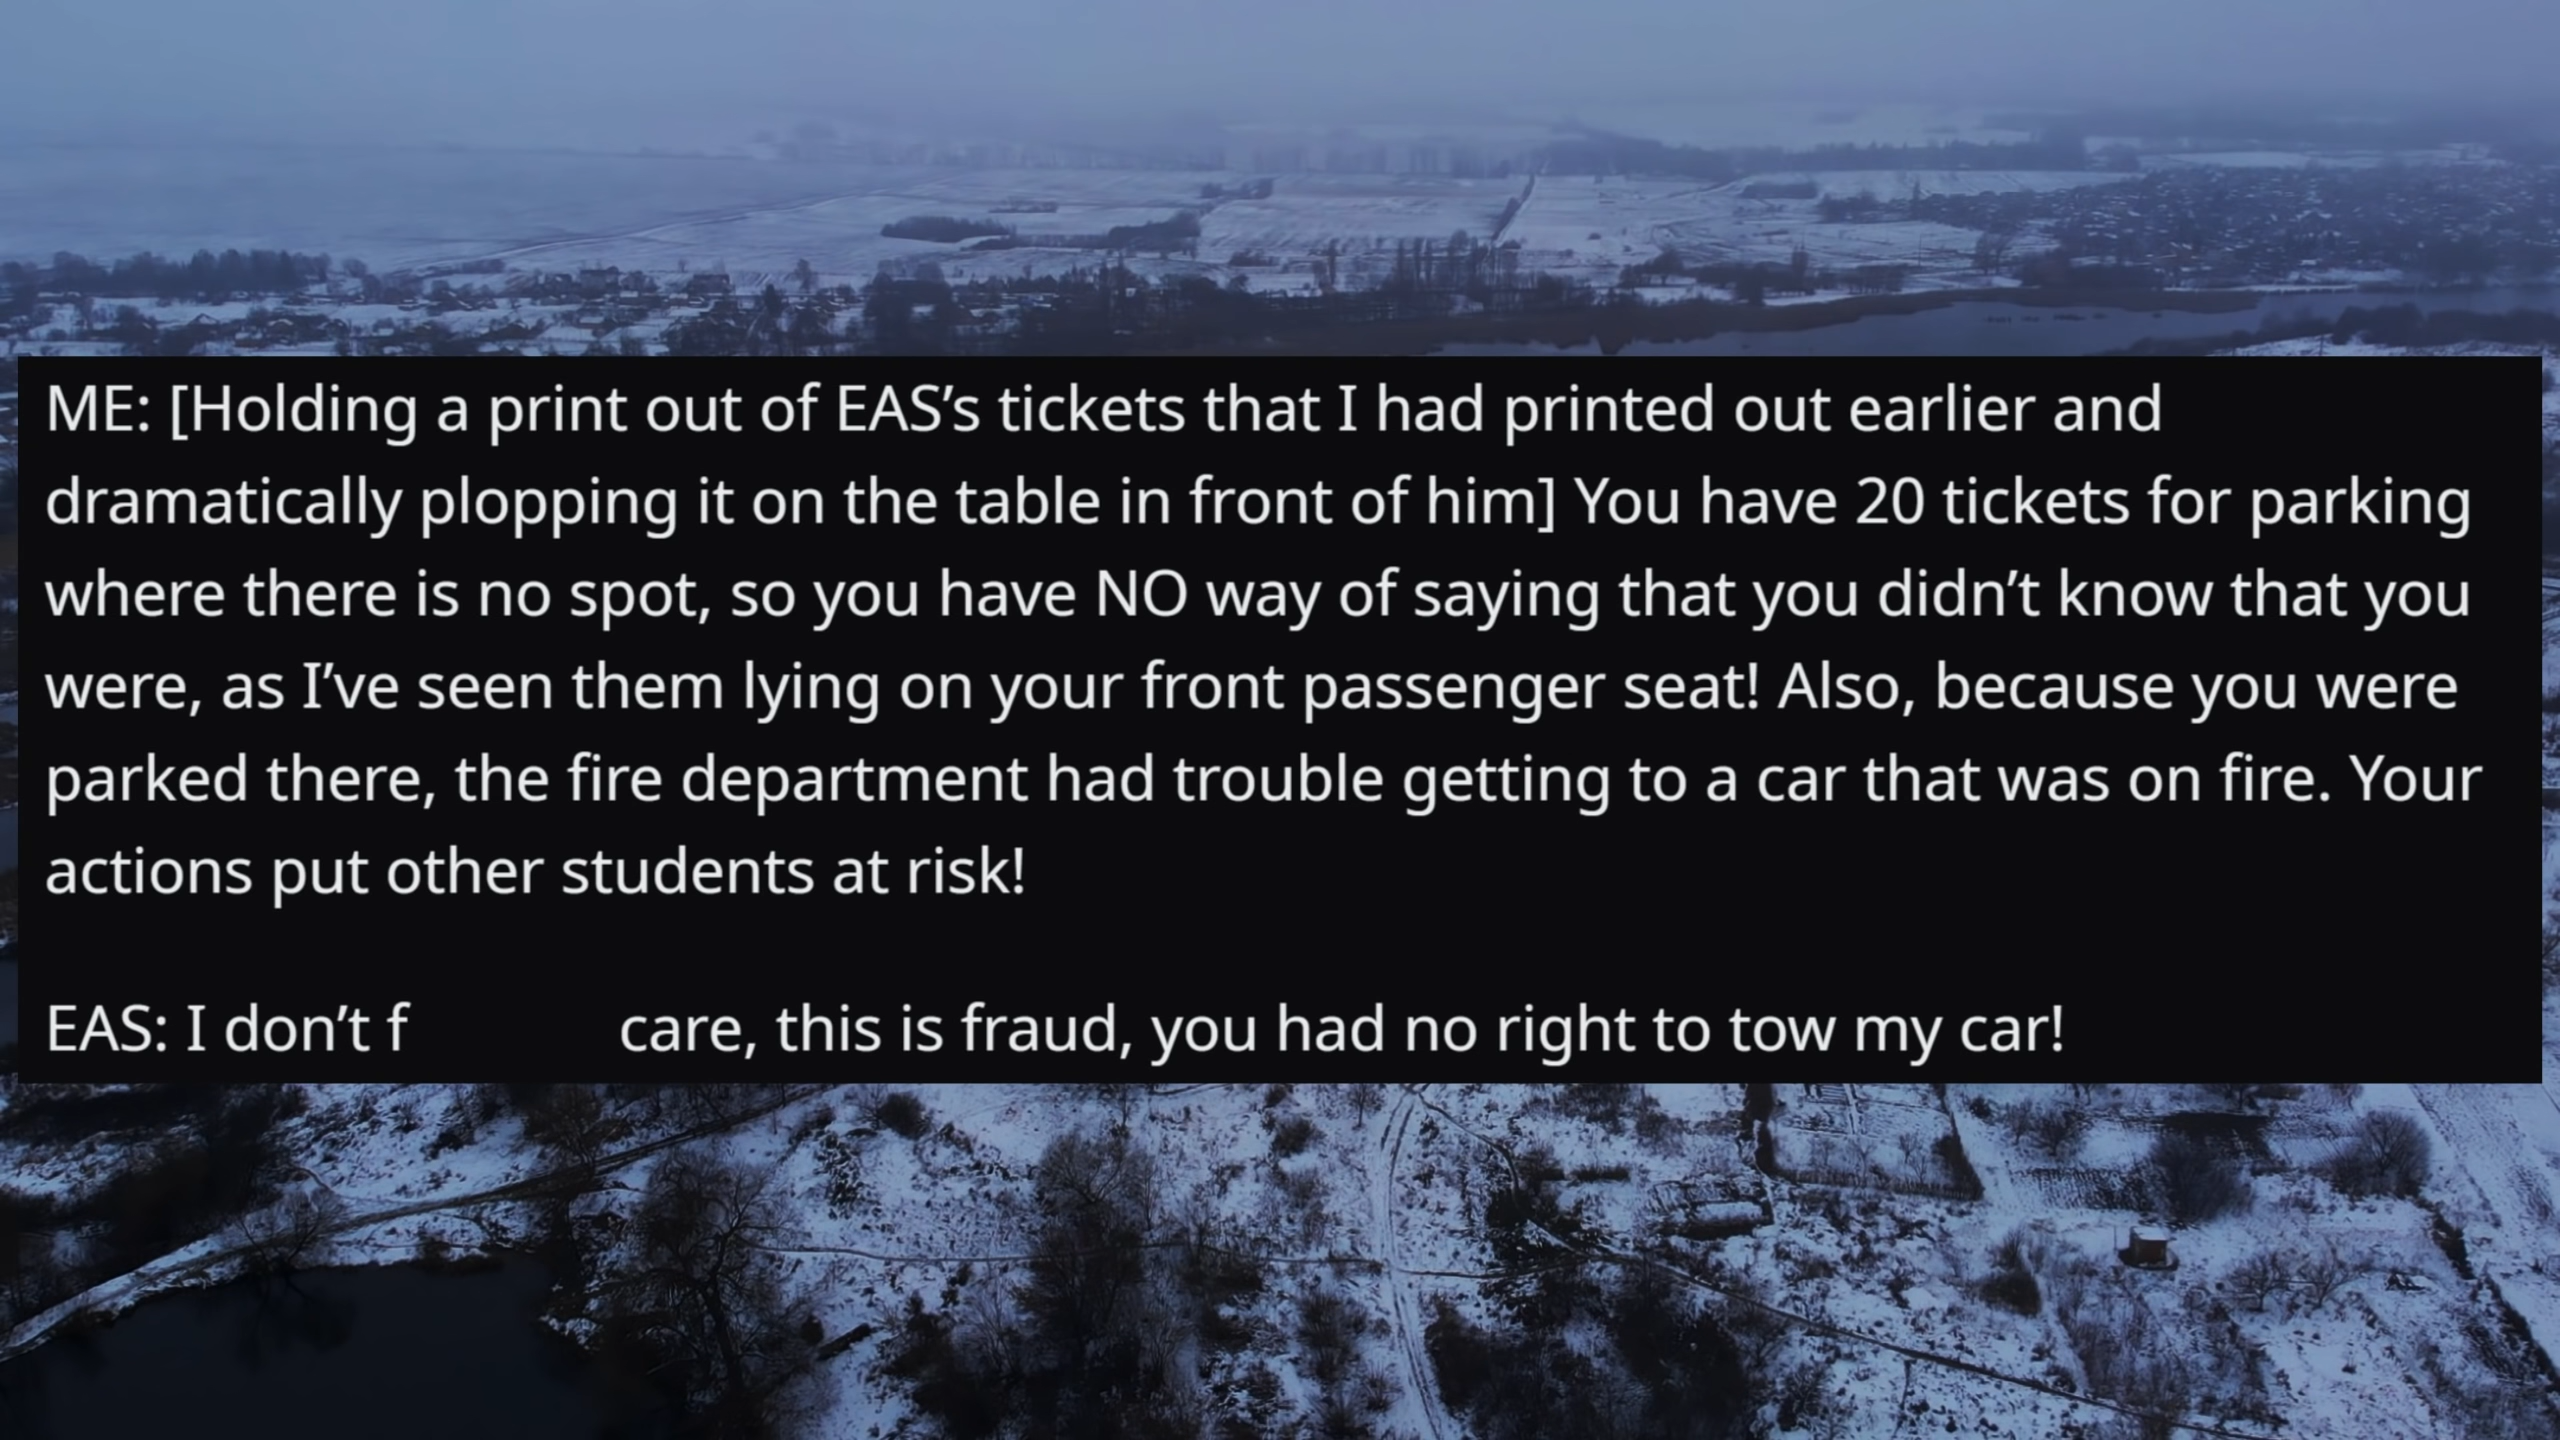 ME: [Holding a print out of EAS’s tickets that I had printed out earlier and
dramatically plopping it on the table in front of him] You have 20 tickets for parking
where there is no spot, so you have NO way of saying that you didn’t know that you
were, as I’ve seen them lying on your front passenger seat! Also, because you were
parked there, the fire department had trouble getting to a car that was on fire. Your
actions put other students at risk!
EAS: I don’t f care, this is fraud, you had no right to tow my car!